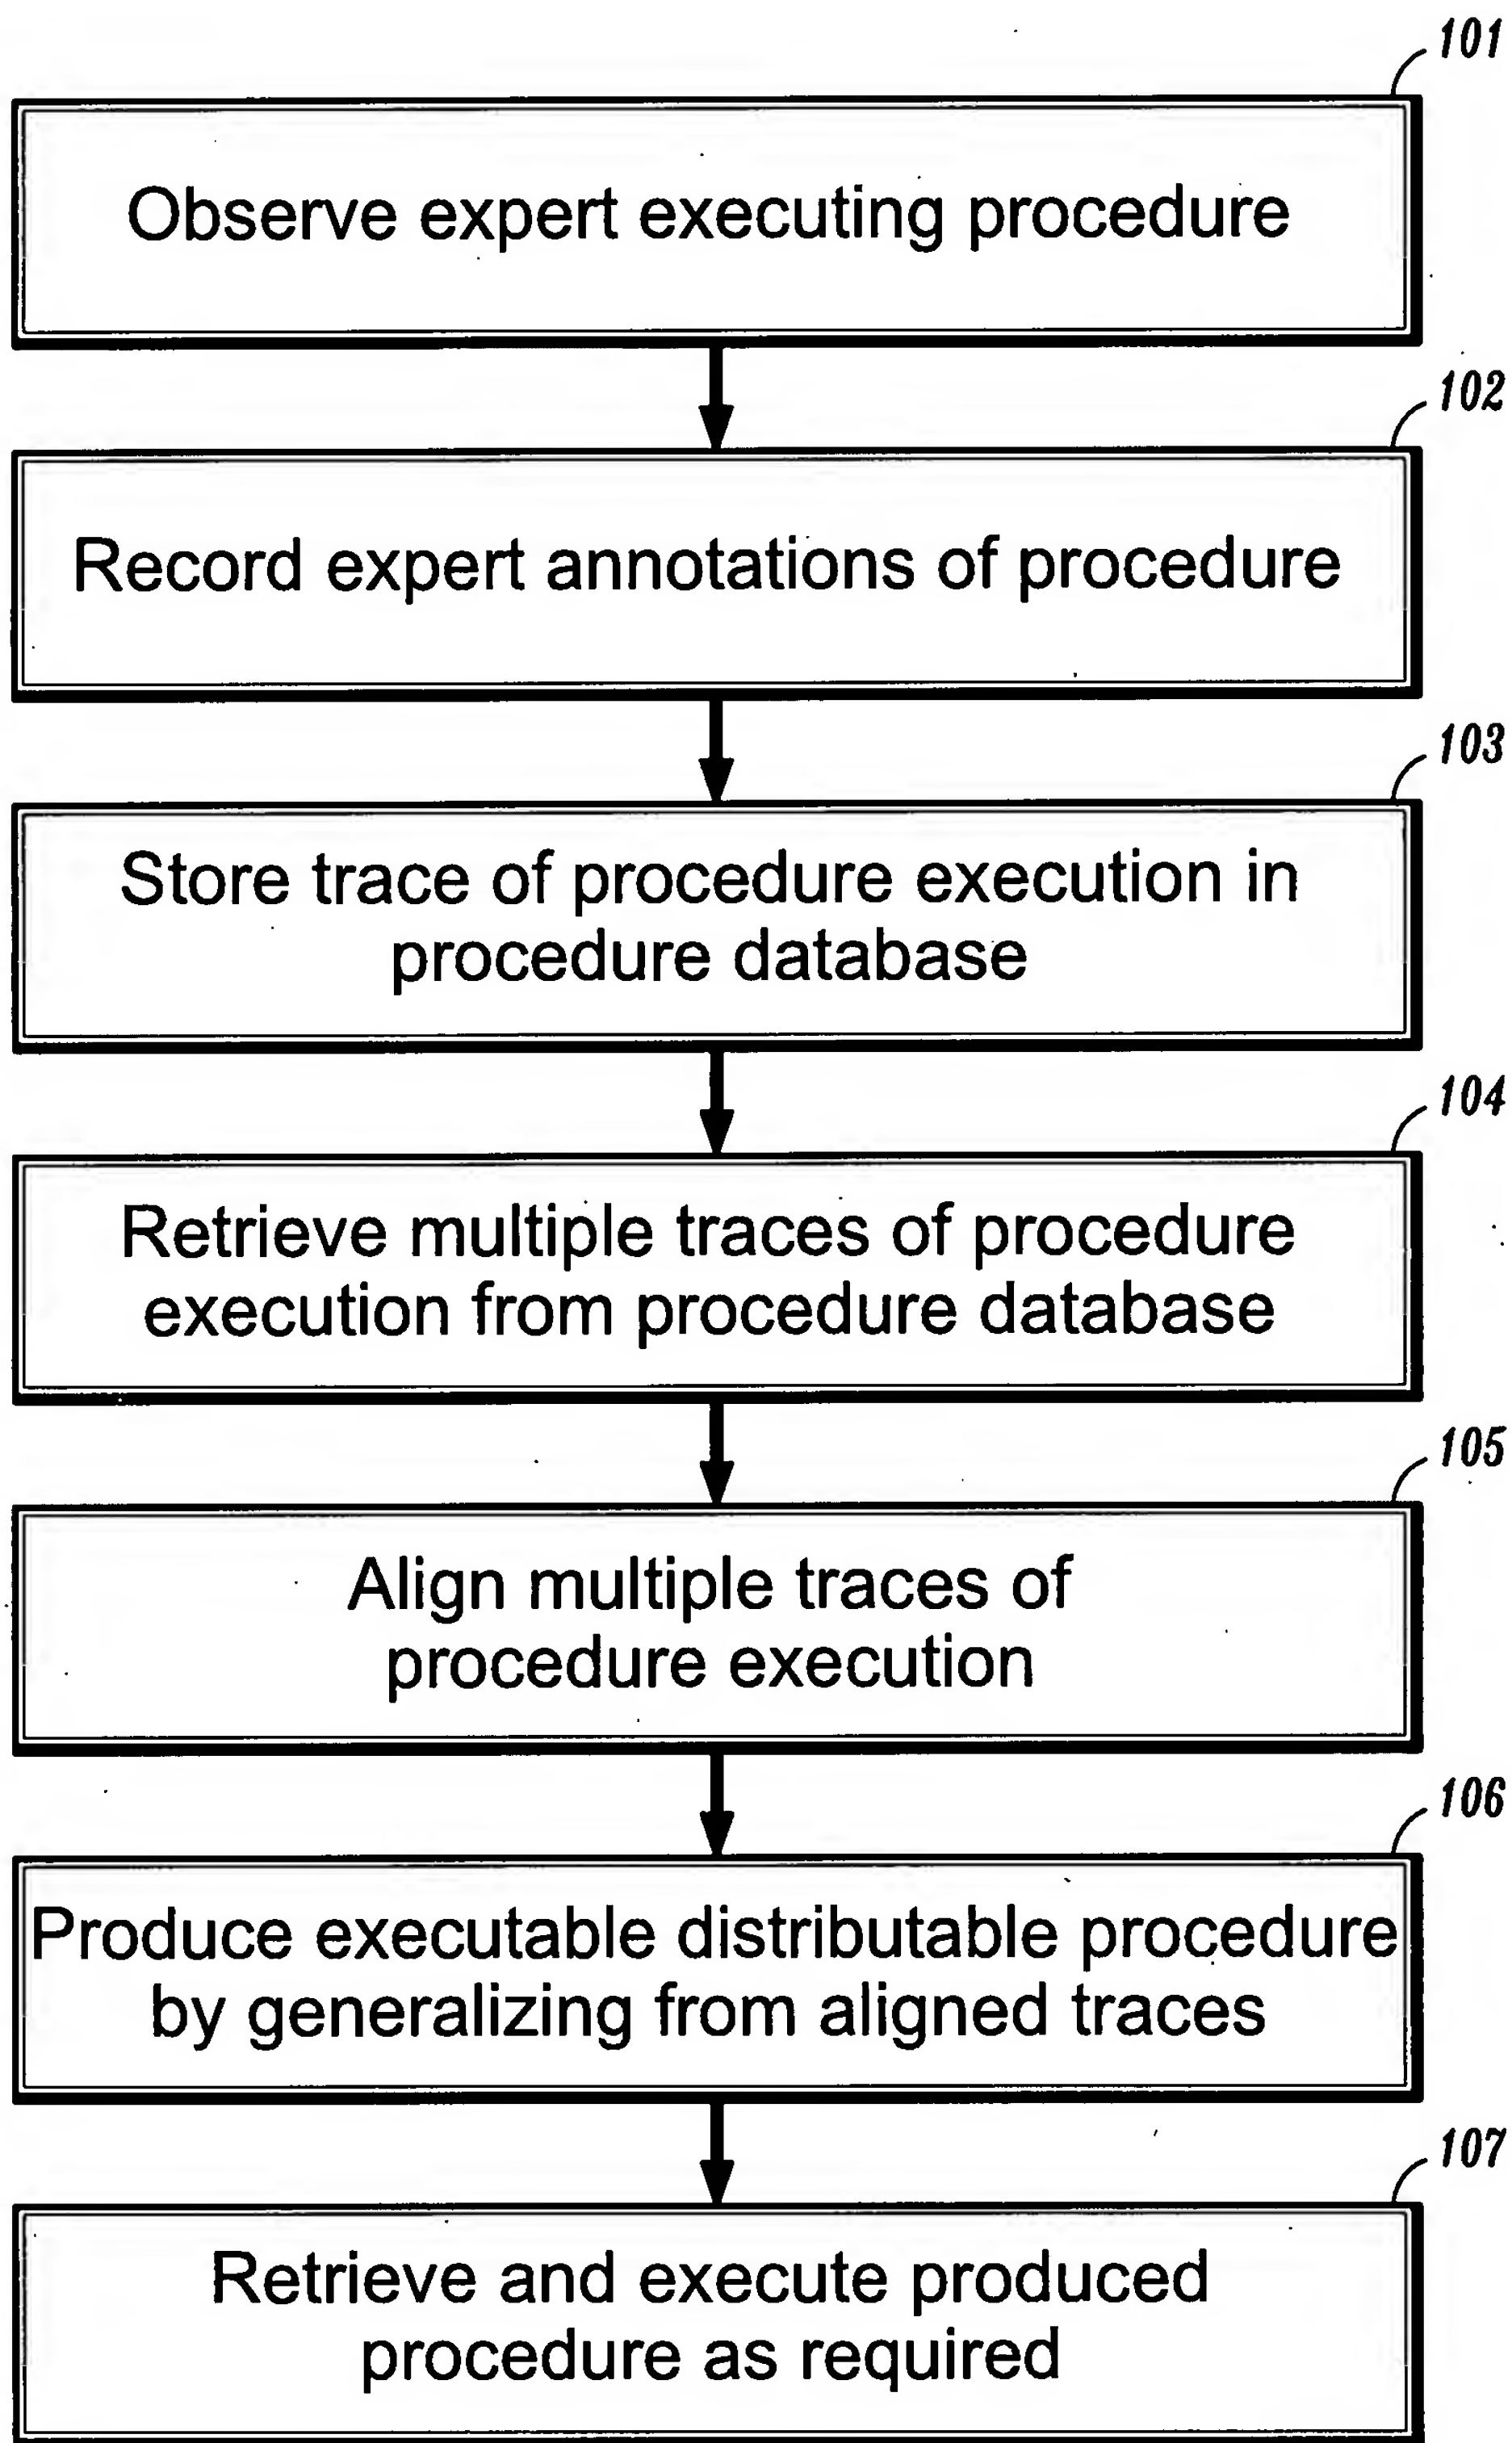 101
Observe expert executing procedure
102
Record expert annotations of procedure
103
Store trace of procedure execution in
procedure database
104
Retrieve multiple traces of procedure
execution from procedure database
105
Align multiple traces of
procedure execution
106
Produce executable distributable procedure
by generalizing from aligned traces
107
Retrieve and execute produced
procedure as required